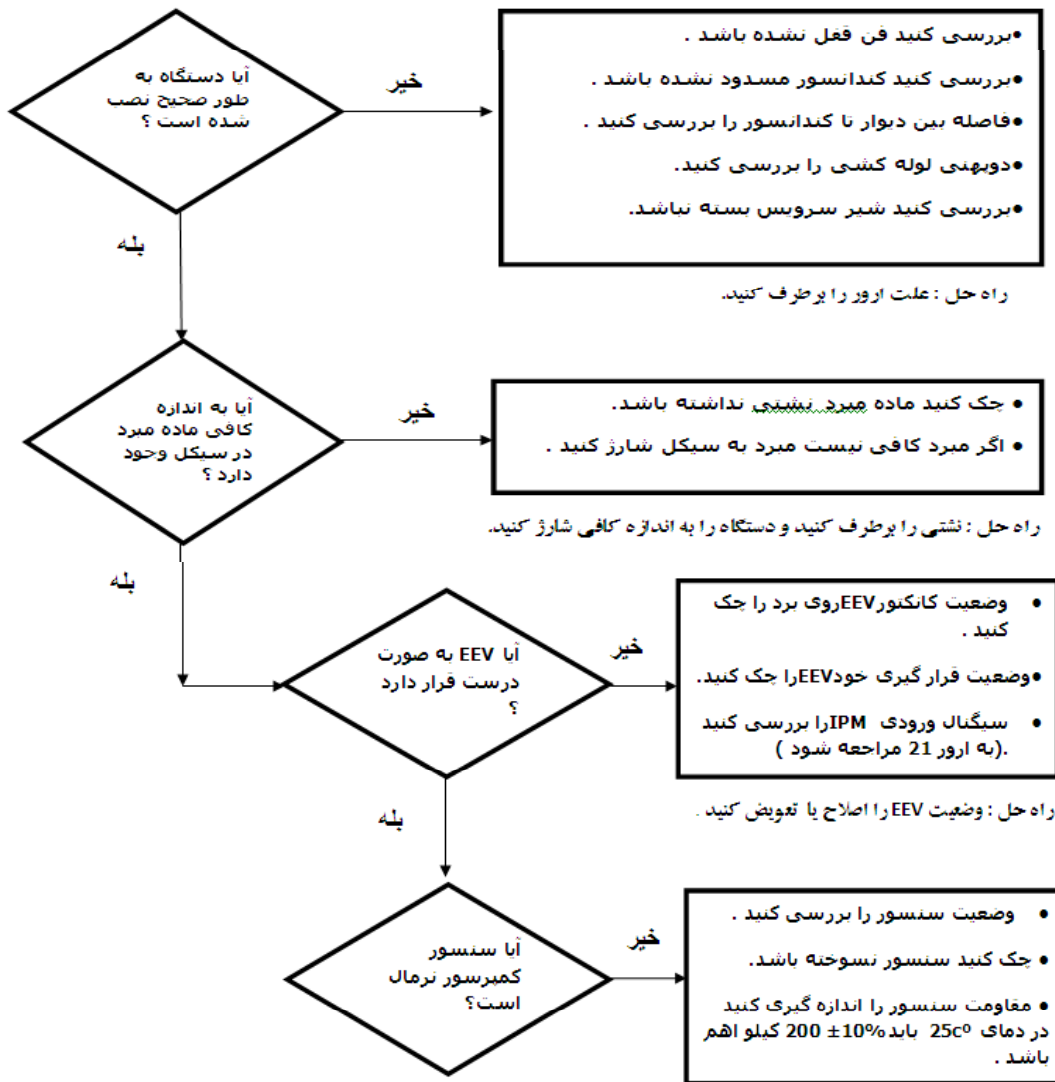 آیا دستگاه به
طور صحیح نصب
شده است ؟
خیر
•بررسی کنید فن قفل نشده باشد .
•بررسی کنید کندانسور مسدود نشده باشد .
•فاصله بین دیوار تا کندانسور را بررسی کنید .
•دوپهنی لوله کشی را بررسی کنید.
•بررسی کنید شیر سرویس بسته نباشد.
بله
راه حل : علت ارور را برطرف کنید.
آیا به اندازه
کافی ماده مبرد
در سیکل وجود
دارد ؟
خیر
• چک کنید ماده مبرد نشتی نداشته باشد.
• اگر مبرد کافی نیست مبرد به سیکل شارژ کنید .
راه حل : نشتی را برطرف کنید و دستگاه را به اندازه کافی شارژ کنید.
بله
آیا EEV به صورت
درست قرار دارد
؟
خیر
• وضعیت کانکتورEEVروی برد را چک
کنید .
•وضعیت قرار گیری خودEEVرا چک کنید.
• سیگنال ورودی IPMرا بررسی کنید
.(به ارور 21 مراجعه شود )
راه حل : وضعیت EEV را اصلاح یا تعویض کنید .
بله
آیا سنسور
کمپرسور نرمال
است؟
خیر
• وضعیت سنسور را بررسی کنید .
• چک کنید سنسور نسوخته باشد.
• مقاومت سنسور را اندازه گیری کنید
در دمای 25cº باید 10%± 200 کیلو اهم
باشد .